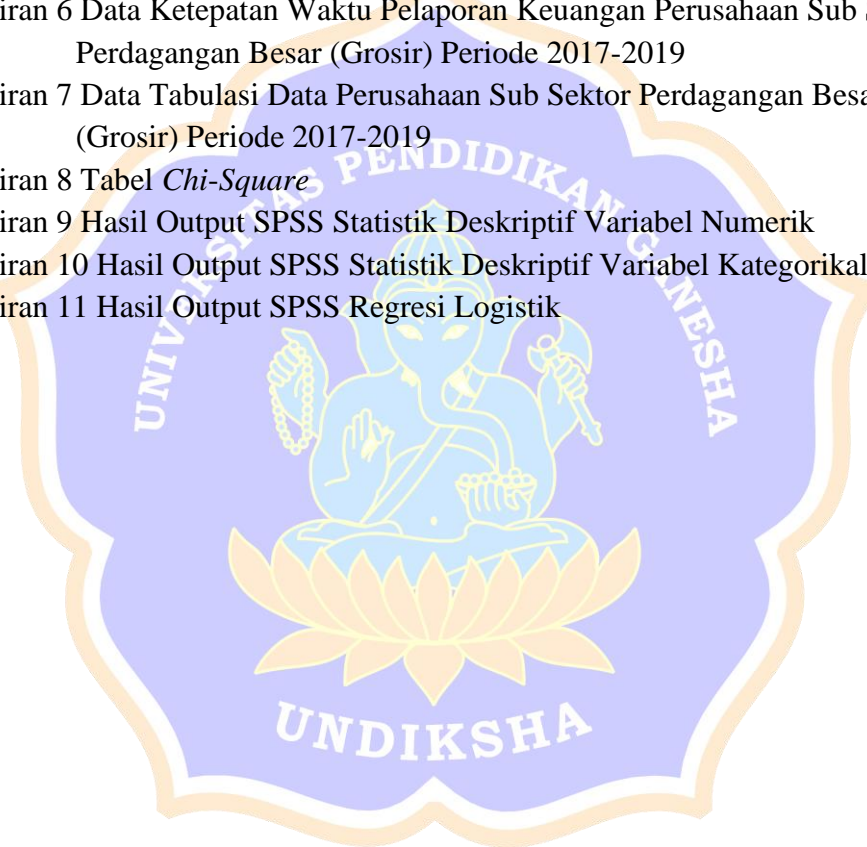 iran 6 Data Ketepatan Waktu Pelaporan Keuangan Perusahaan Sub
Perdagangan Besar (Grosir) Periode 2017-2019
iran 7 Data Tabulasi Data Perusahaan Sub Sektor Perdagangan Besa
(Grosir) Periode 2017-2019
iran 8 Tabel Chi-Square
iran 9 Hasil Output SPSS Statistik Deskriptif Variabel Numerik
iran 10 Hasil Output SPSS Statistik Deskriptif Variabel Kategorikal
iran 11 Hasil Output SPSS Regresi Logistik
UNIVERSITAS PENDIDIKAN GANESHA
UNDIKSHA